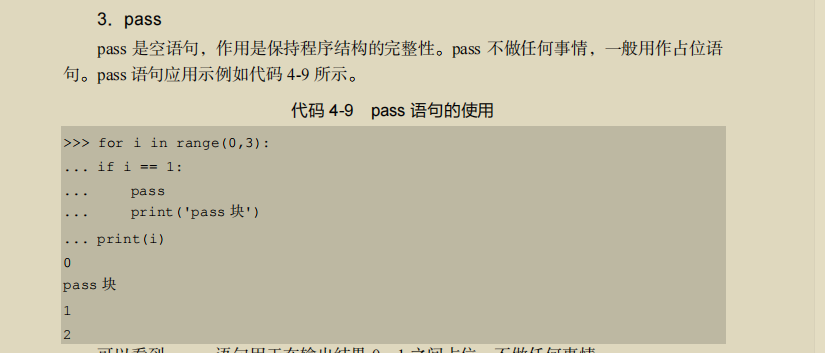 3．pass
pass 是空语句，作用是保持程序结构的完整性。pass 不做任何事情，一般用作占位语
句。pass 语句应用示例如代码 4-9 所示。
代码 4-9 pass 语句的使用
>>> for i in range(0,3):
... if i == 1:
...     pass
...     print('pass 块')
... print(i)
0
pass 块
1
2